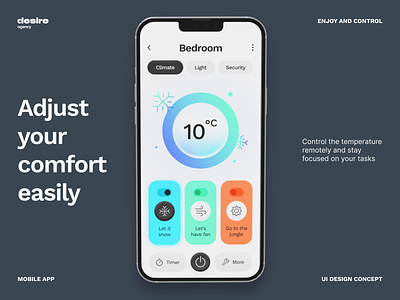 desire
agency
ENJOY AND CONTROL
Bedroom
Climate
Light
Security
Adjust
your
comfort
easily
10°C
Control the temperature
remotely and stay
focused on your tasks
Let it
snow
Let's
have fan
Go to the
jungle
Timer
More
MOBILE APP
UI DESIGN CONCEPT